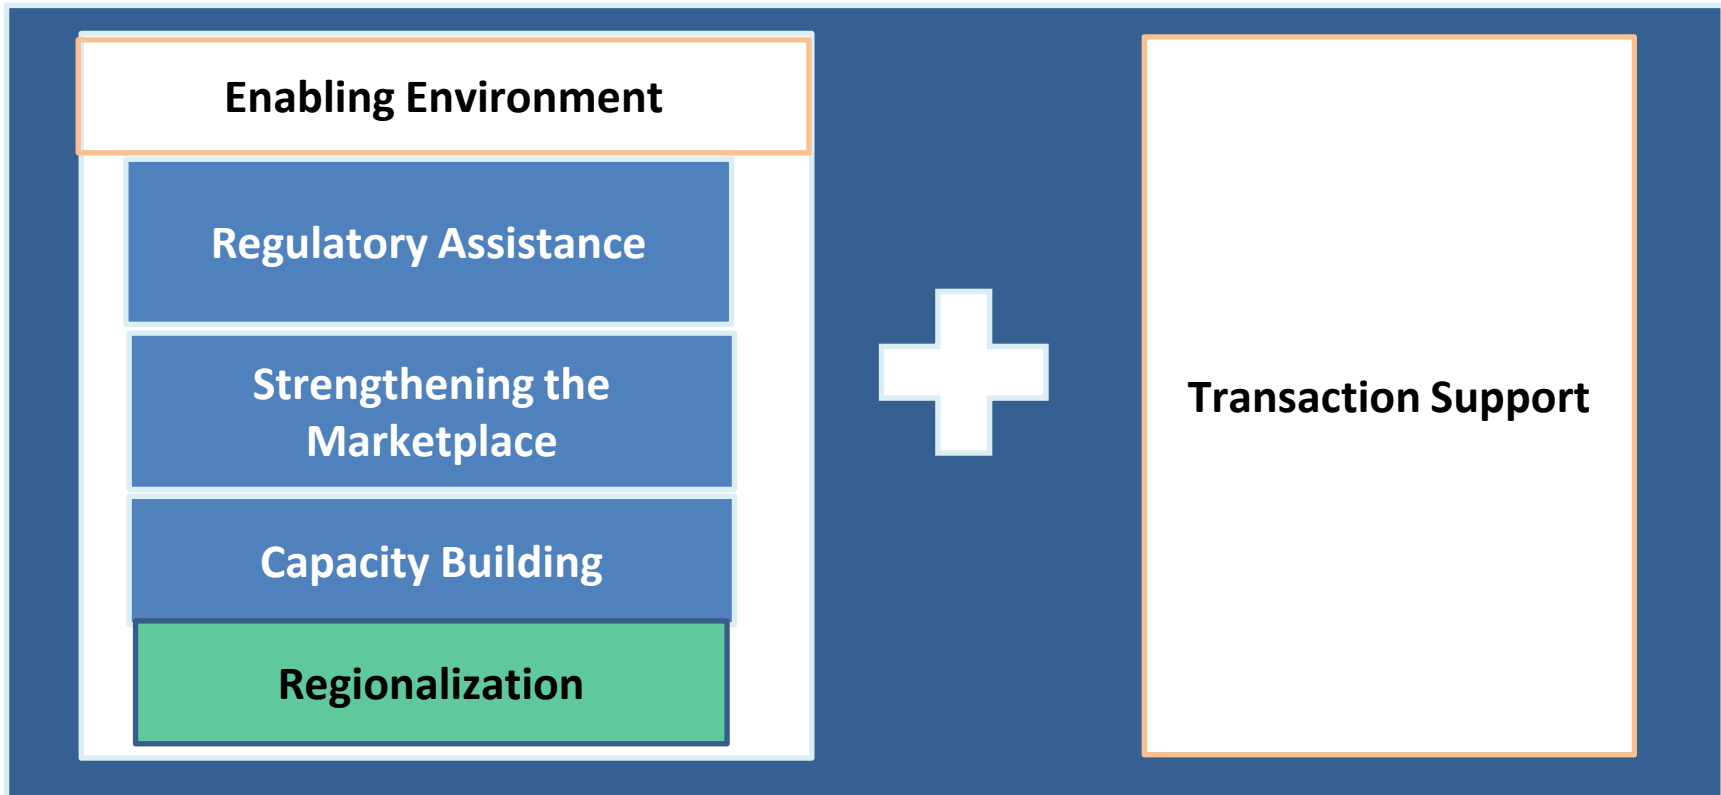 Enabling Environment
Regulatory Assistance
Strengthening the
Marketplace
Capacity Building
Regionalization
Transaction Support